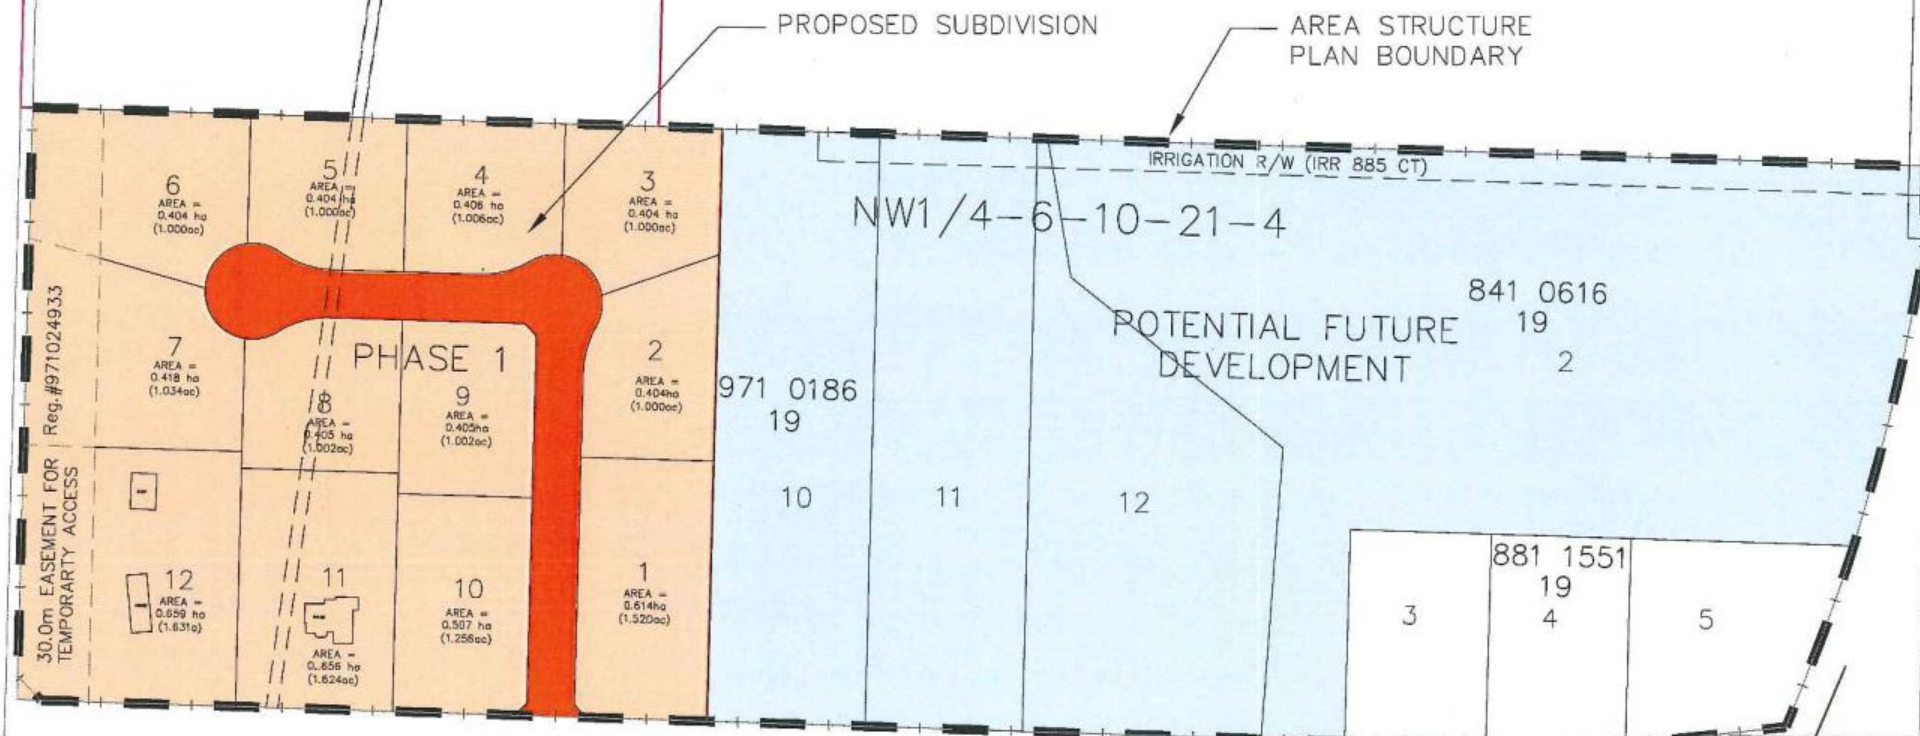 PROPOSED SUBDIVISION
AREA STRUCTURE
PLAN BOUNDARY
IRRIGATION R/W (IRR 885 CT)
NW1/4-6-10-21-4
6
AREA =
0.404 ha
(1.000ac)
5
AREA =
0.404 ha
(1.000ac)
4
AREA =
0.406 ha
(1.006ac)
3
AREA =
0.404 ha
(1.000ac)
7
AREA =
0.418 ha
(1.034ac)
PHASE 1
8
AREA =
0.405 ha
(1.002ac)
9
AREA =
0.405ha
(1.002ac)
2
AREA =
0.404ha
(1.000ac)
12
AREA =
0.659 ha
(1.631a)
11
AREA =
0.656 ha
(1.624ac)
10
AREA =
0.507 ha
(1.256ac)
1
AREA =
0.614ha
(1.520ac)
30.0m EASEMENT FOR Reg.#971024933
TEMPORARTY ACCESS
971 0186
19
10
11
12
POTENTIAL FUTURE
DEVELOPMENT
841 0616
19
2
881 1551
19
3
4
5